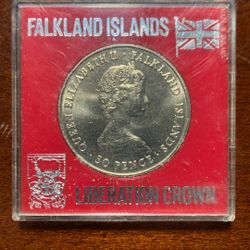 FALKLAND ISLANDS
QUEEN ELIZABETH II · FALKLAND ISLANDS
· 50 PENCE ·
LIBERATION CROWN